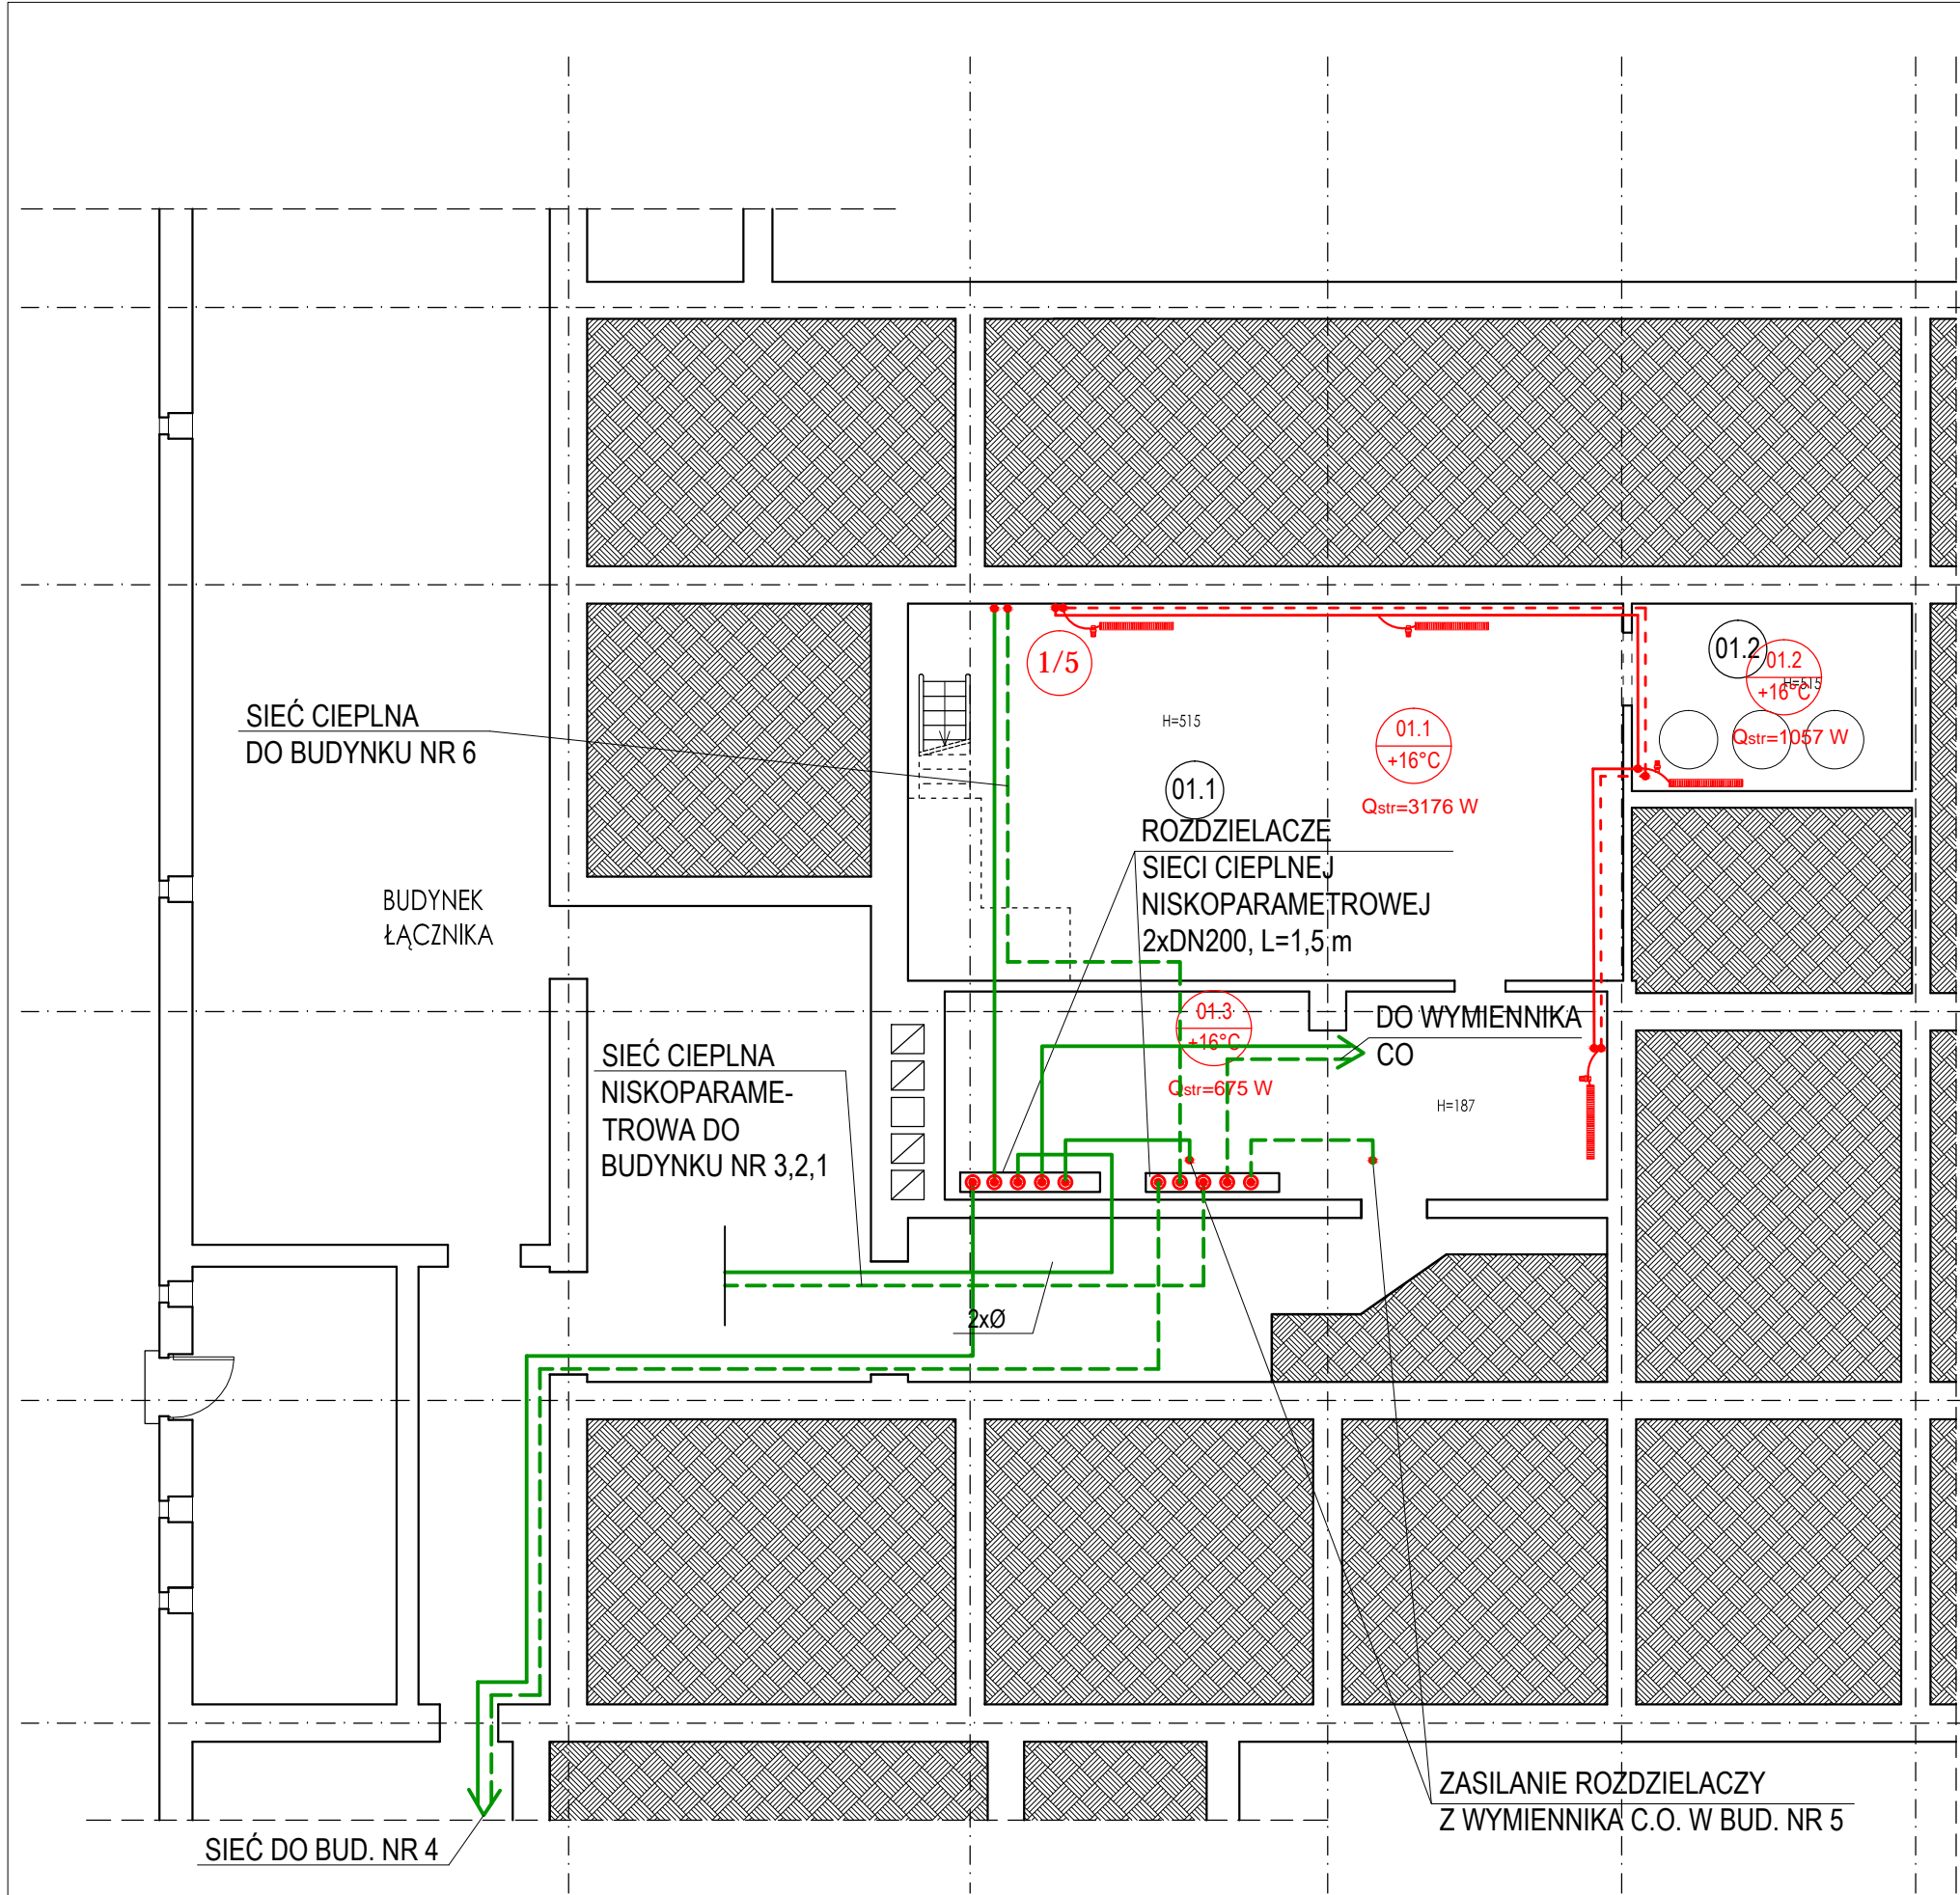 1/5
01.2
01.2
+16°C
H=515
Qstr=1057 W
SIEĆ CIEPLNA
DO BUDYNKU NR 6
H=515
01.1
+16°C
01.1
Qstr=3176 W
ROZDZIELACZE
SIECI CIEPLNEJ
NISKOPARAMETROWEJ
2xDN200, L=1,5 m
BUDYNEK
ŁĄCZNIKA
01.3
+16°C
Qstr=675 W
DO WYMIENNIKA
CO
SIEĆ CIEPLNA
NISKOPARAME-
TROWA DO
BUDYNKU NR 3,2,1
H=187
2xØ
ZASILANIE ROZDZIELACZY
Z WYMIENNIKA C.O. W BUD. NR 5
SIEĆ DO BUD. NR 4